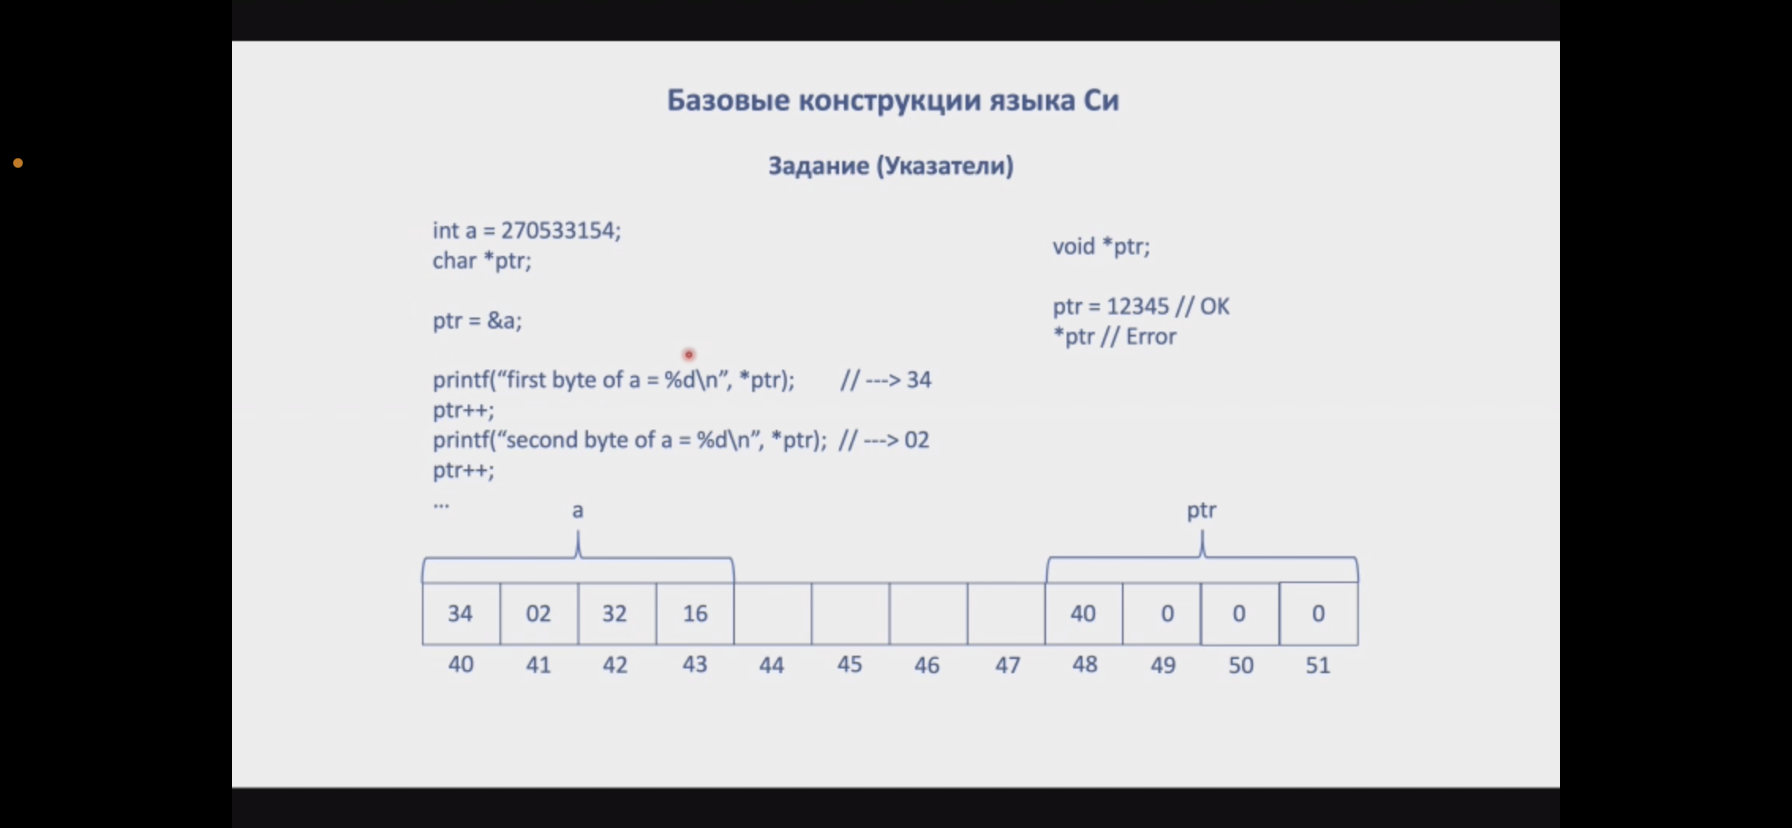 Базовые конструкции языка Си
Задание (Указатели)
int a = 270533154;
char *ptr;
ptr = &a;
printf(“first byte of a = %d\n”, *ptr); // ---> 34
ptr++;
printf(“second byte of a = %d\n”, *ptr); // ---> 02
ptr++;
...
void *ptr;
ptr = 12345 // OK
*ptr // Error
a ptr
34 02 32 16 40 0 0 0
40 41 42 43 44 45 46 47 48 49 50 51